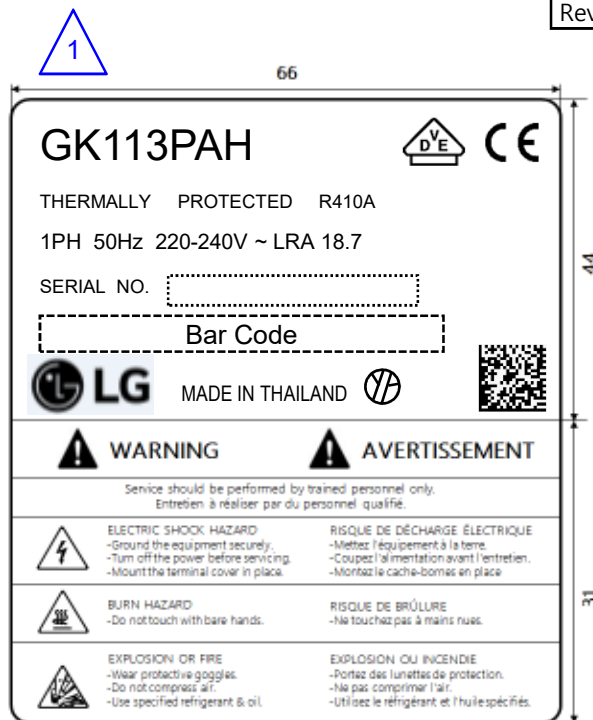 Rev
1
66
GK113PAH
D V E CE
THERMALLY PROTECTED R410A
1PH 50Hz 220-240V ~ LRA 18.7
SERIAL NO.
Bar Code
LG MADE IN THAILAND
44
WARNING
AVERTISSEMENT
Service should be performed by trained personnel only.
Entretien à réaliser par du personnel qualifié.
ELECTRIC SHOCK HAZARD
-Ground the equipment securely.
-Turn off the power before servicing.
-Mount the terminal cover in place.
RISQUE DE DÉCHARGE ÉLECTRIQUE
-Mettez l'équipement à la terre.
-Coupez l'alimentation avant l'entretien.
-Montez le cache-bornes en place
BURN HAZARD
-Do not touch with bare hands.
RISQUE DE BRÛLURE
-Ne touchez pas à mains nues.
31
EXPLOSION OR FIRE
-Wear protective goggles.
-Do not compress air.
-Use specified refrigerant & oil.
EXPLOSION OU INCENDIE
-Portez des lunettes de protection.
-Ne pas comprimer l'air.
-Utilisez le réfrigérant et l'huile spécifiés.